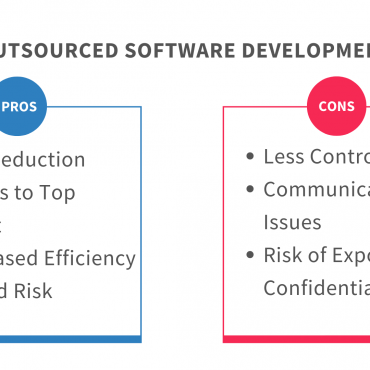 UTSOURCED SOFTWARE DEVELOPME
PROS
eduction
s to Top
ased Efficiency
d Risk
CONS
• Less Contro
• Communica
Issues
• Risk of Expo
Confidentia